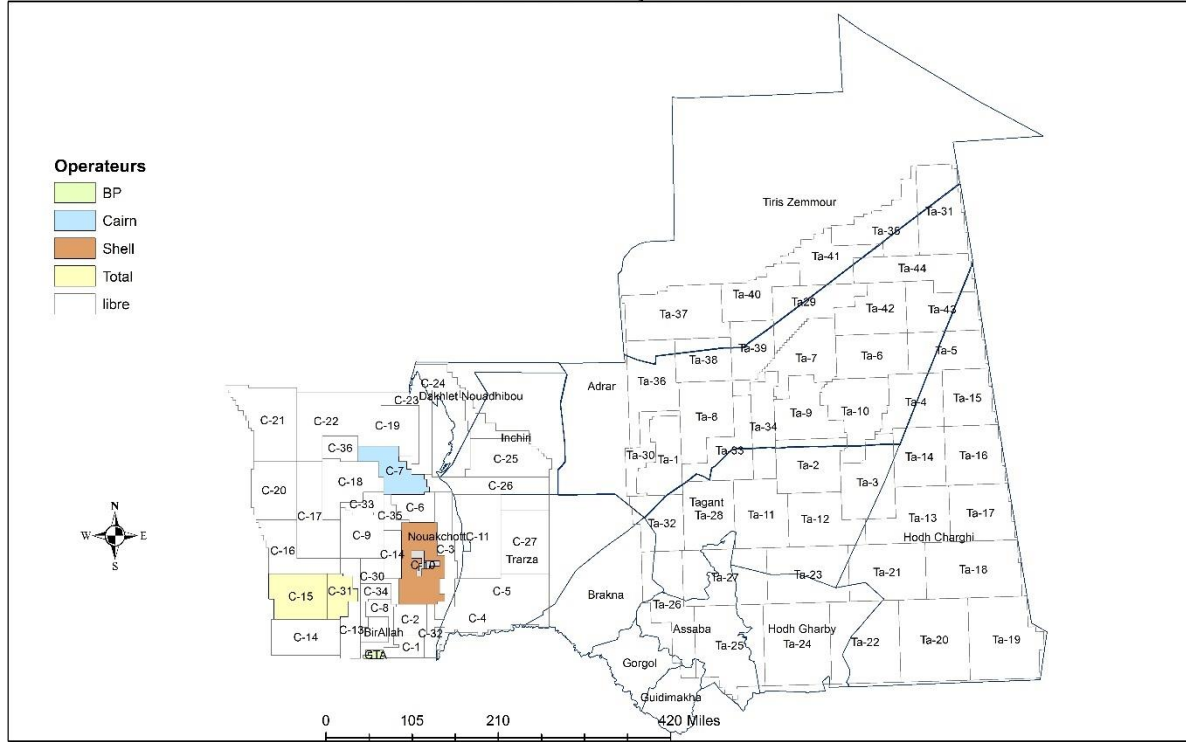 Operateurs
BP
Cairn
Shell
Total
libre
N
W E
S
Tiris Zemmour
Ta-31
Ta-35
Ta-41
Ta-44
Ta-40
Ta29
Ta-42
Ta-43
Ta-37
Ta-39
Ta-38
Ta-7
Ta-6
Ta-5
C-24
Dakhlet Nouadhibou
C-23
Adrar
Ta-36
Ta-8
Ta-9
Ta-10
Ta-4
Ta-15
C-21
C-22
C-19
Ta-34
Inchiri
C-36
C-25
Ta-30
Ta-1
Ta-33
Ta-2
Ta-14
Ta-16
C-7
C-20
C-18
C-26
Ta-3
C-33
C-6
Tagant
C-17
C-35
Ta-32
Ta-28
Ta-11
Ta-12
Ta-13
Ta-17
C-9
Nouakchott
C-11
C-27
Hodh Charghi
C-16
C-14
C-3
Trarza
C-10
C-30
Ta-27
Ta-23
Ta-21
Ta-18
C-15
C-31
C-34
C-5
Brakna
C-8
Ta-26
C-2
C-4
Assaba
Hodh Gharby
C-14
C-13
BirAllah
C-32
Ta-25
Ta-24
Ta-22
Ta-20
Ta-19
C-1
GTA
Gorgol
Guidimakha
0 105 210 420 Miles